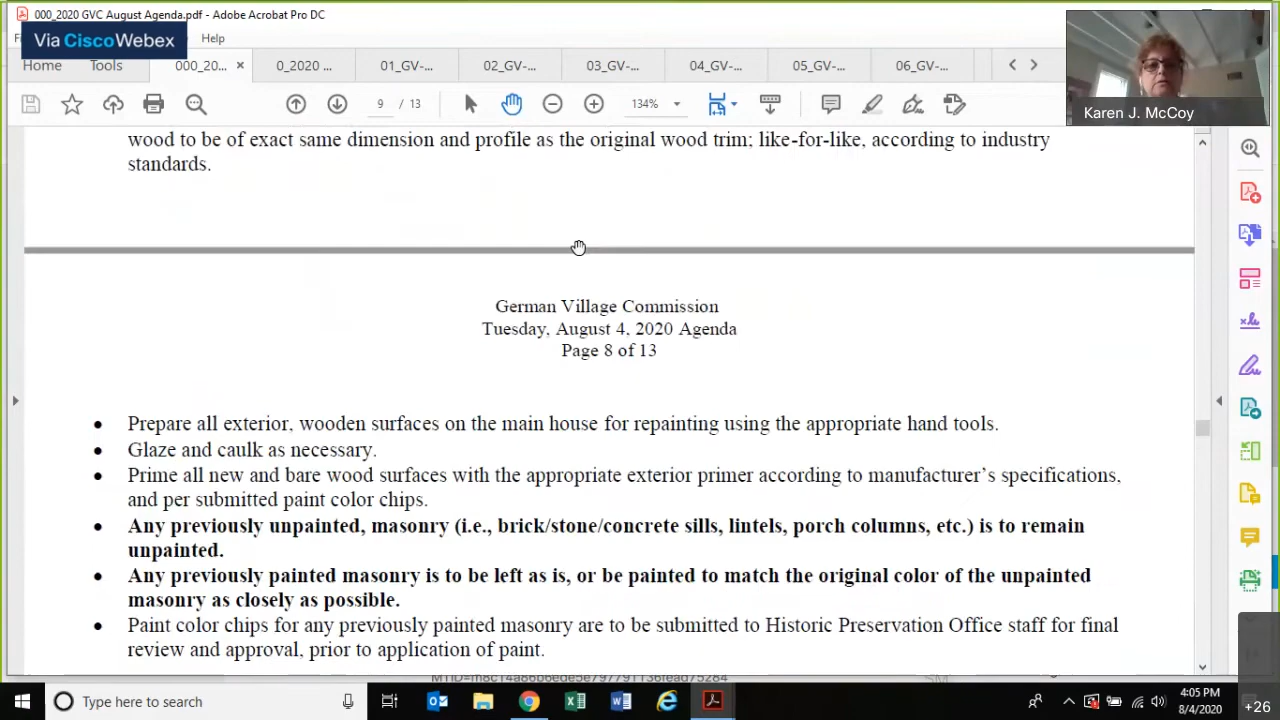 000_2020 GVC August Agenda.pdf - Adobe Acrobat Pro DC
Via CiscoWebex
Help
Home
Tools
000_20...
0_2020 ...
01_GV-...
02_GV-...
03_GV-...
04_GV-...
05_GV-...
06_GV-...
9 / 13
134%
Karen J. McCoy
wood to be of exact same dimension and profile as the original wood trim; like-for-like, according to industry
standards.
German Village Commission
Tuesday, August 4, 2020 Agenda
Page 8 of 13
• Prepare all exterior, wooden surfaces on the main house for repainting using the appropriate hand tools.
• Glaze and caulk as necessary.
• Prime all new and bare wood surfaces with the appropriate exterior primer according to manufacturer's specifications,
and per submitted paint color chips.
• Any previously unpainted, masonry (i.e., brick/stone/concrete sills, lintels, porch columns, etc.) is to remain
unpainted.
• Any previously painted masonry is to be left as is, or be painted to match the original color of the unpainted
masonry as closely as possible.
• Paint color chips for any previously painted masonry are to be submitted to Historic Preservation Office staff for final
review and approval, prior to application of paint.
Type here to search
4:05 PM
8/4/2020
+26